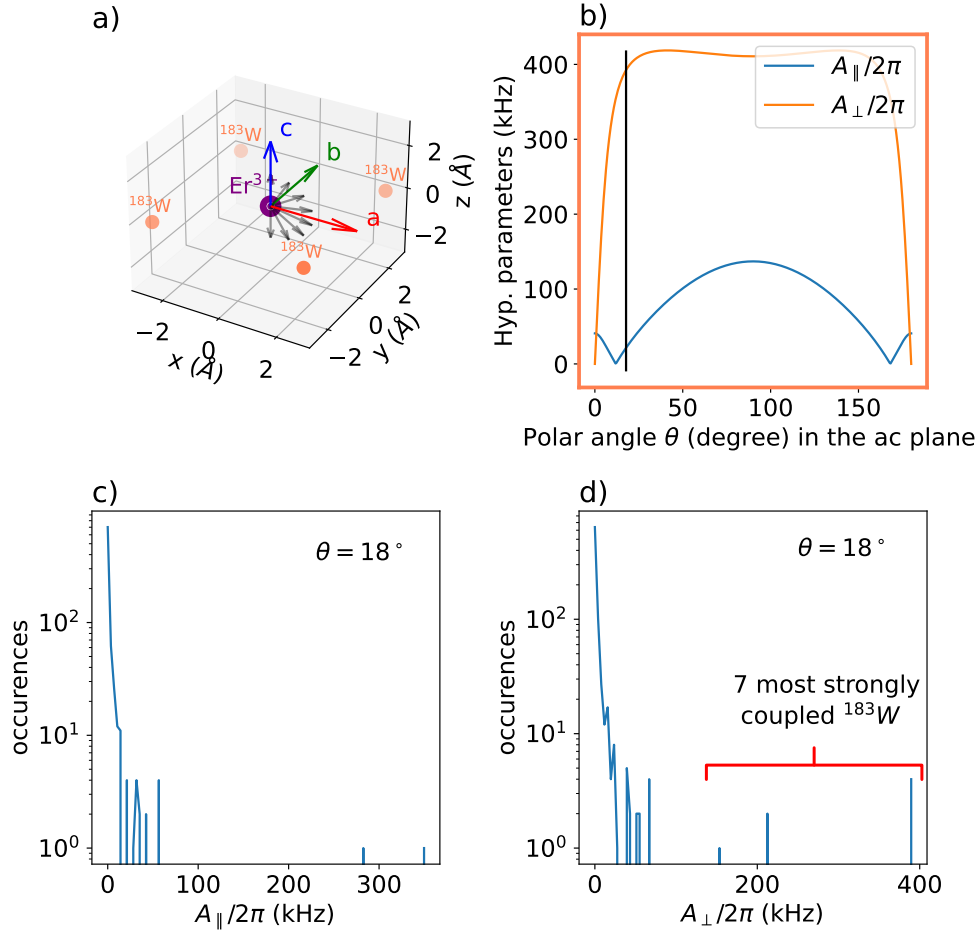 a)
¹⁸³W
c
b
¹⁸³W
Er³⁺
¹⁸³W
a
¹⁸³W
2
0
−2
z (Å)
−2
0
2
x (Å)
−2
0
2
y (Å)
b)
A∥/2π
A⊥/2π
400
300
200
100
0
Hyp. parameters (kHz)
0
50
100
150
Polar angle θ (degree) in the ac plane
c)
θ = 18°
10²
10¹
10⁰
occurences
0
100
200
300
A∥/2π (kHz)
d)
θ = 18°
7 most strongly
coupled ¹⁸³W
10²
10¹
10⁰
occurences
0
200
400
A⊥/2π (kHz)